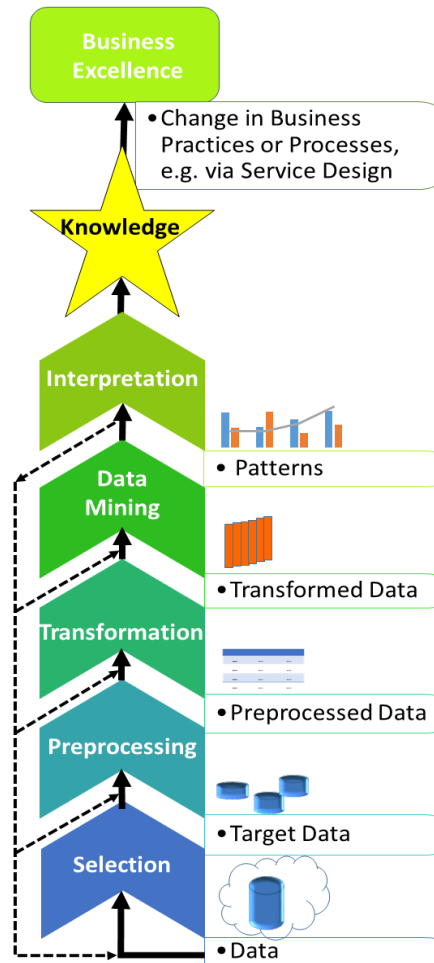 Business
Excellence
• Change in Business
Practices or Processes,
e.g. via Service Design
Knowledge
Interpretation
• Patterns
Data
Mining
• Transformed Data
Transformation
• Preprocessed Data
Preprocessing
• Target Data
Selection
• Data